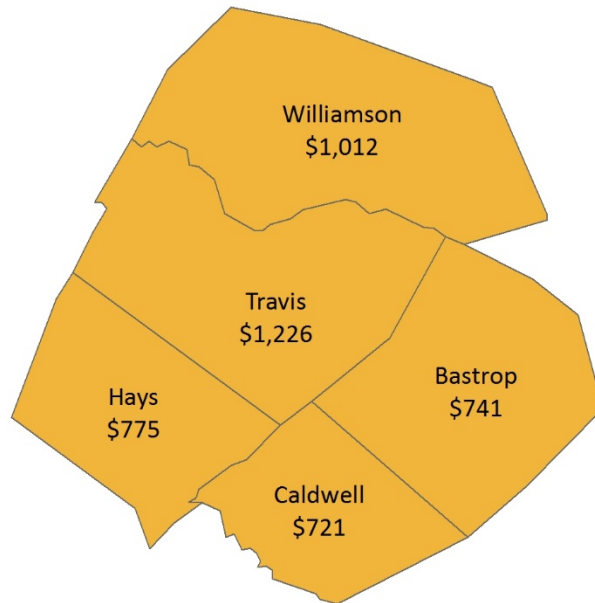 Williamson
$1,012
Travis
$1,226
Bastrop
$741
Hays
$775
Caldwell
$721